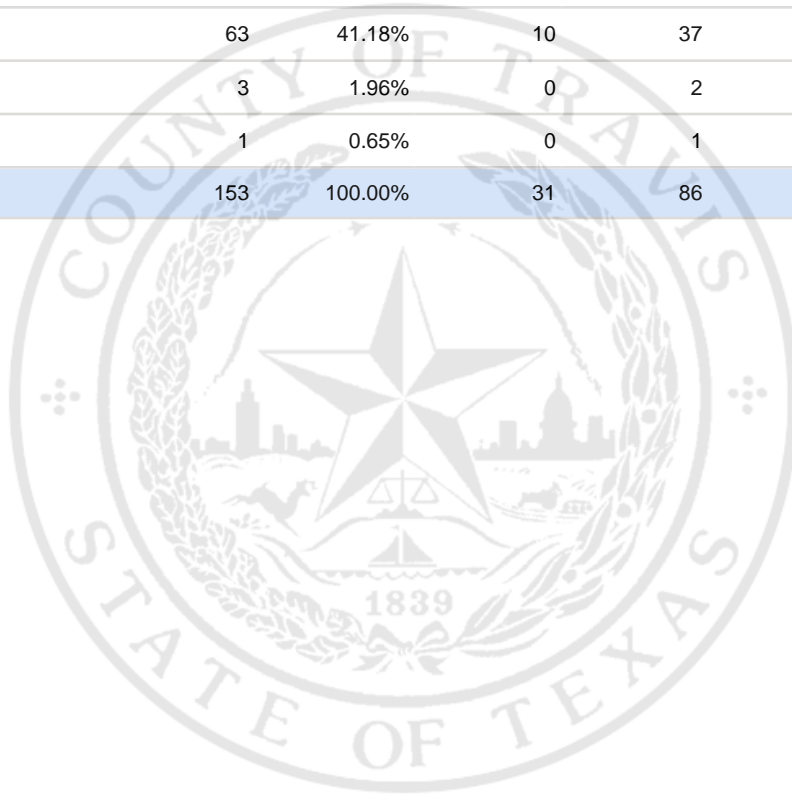 63 41.18% 10 37
3 1.96% 0 2
1 0.65% 0 1
153 100.00% 31 86
COUNTY OF TRAVIS
1839
STATE OF TEXAS